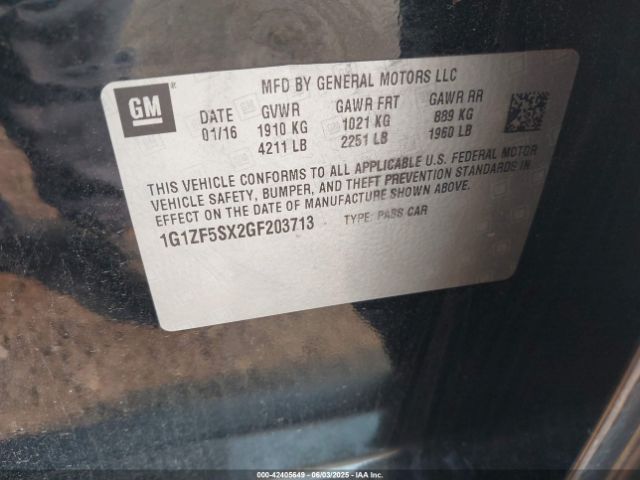 MFD BY GENERAL MOTORS LLC
GM
DATE GVWR GAWR FRT GAWR RR
01/16 1910 KG 1021 KG 889 KG
4211 LB 2251 LB 1960 LB
THIS VEHICLE CONFORMS TO ALL APPLICABLE U.S. FEDERAL MOTOR
VEHICLE SAFETY, BUMPER, AND THEFT PREVENTION STANDARDS IN
EFFECT ON THE DATE OF MANUFACTURE SHOWN ABOVE.
1G1ZF5SX2GF203713 TYPE: PASS CAR
000-42405649 - 06/03/2025 - IAAI.COM